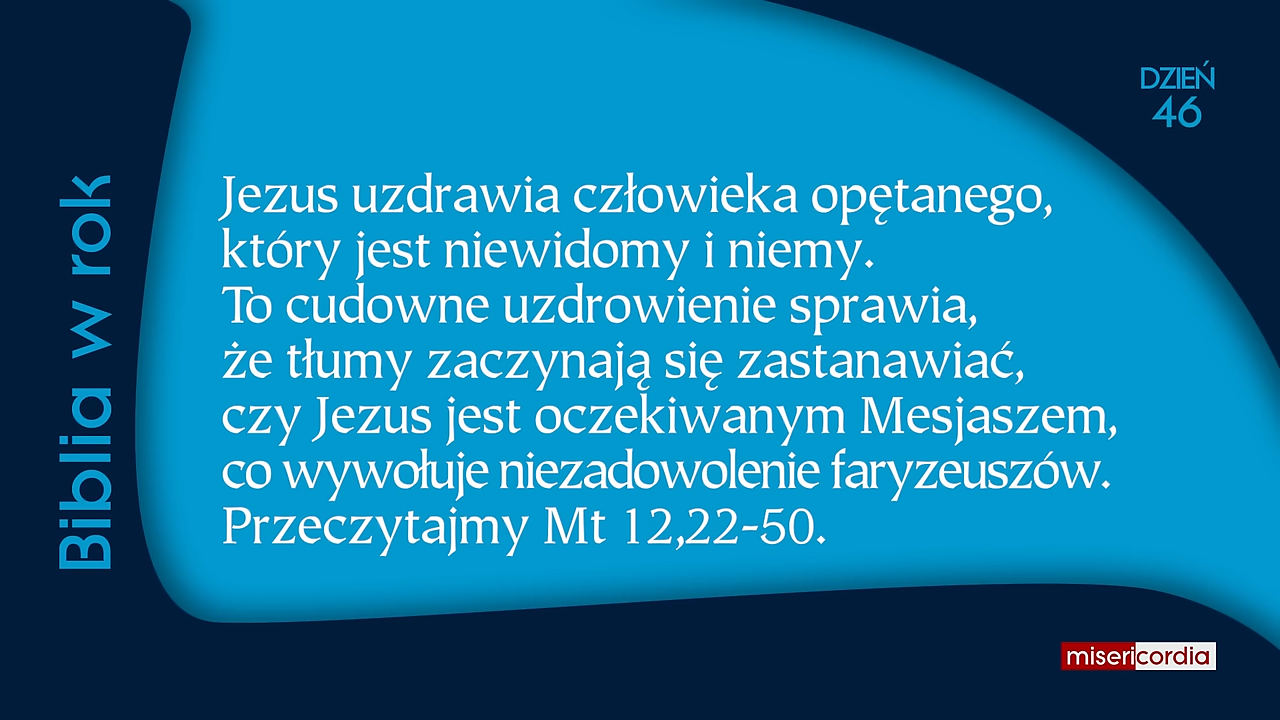 Biblia w rok
DZIEŃ
46
Jezus uzdrawia człowieka opętanego,
który jest niewidomy i niemy.
To cudowne uzdrowienie sprawia,
że tłumy zaczynają się zastanawiać,
czy Jezus jest oczekiwanym Mesjaszem,
co wywołuje niezadowolenie faryzeuszów.
Przeczytajmy Mt 12,22-50.
misericordia